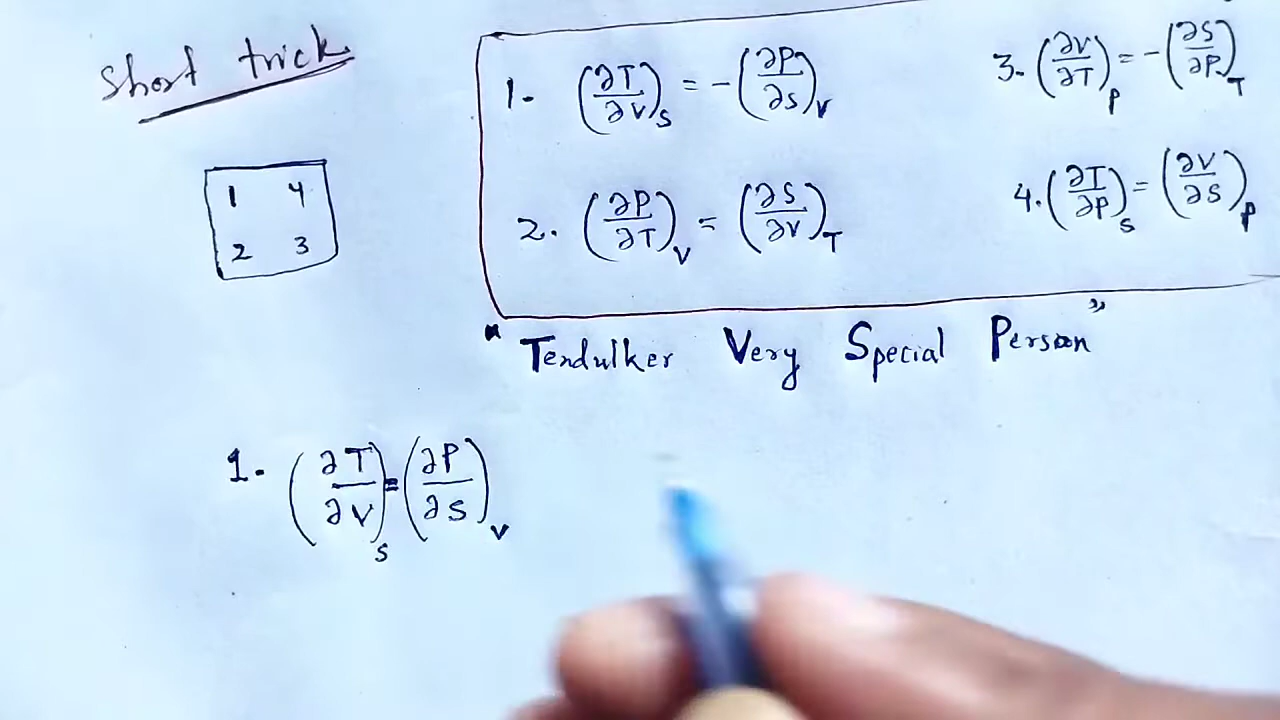 Short trick
1 4
2 3
1. (∂T/∂V)S = -(∂P/∂S)V
3. (∂V/∂T)P = -(∂S/∂P)T
2. (∂P/∂T)V = (∂S/∂V)T
4. (∂T/∂P)S = (∂V/∂S)P
" Tendulker Very Special Person "
1. (∂T/∂V)S = (∂P/∂S)V